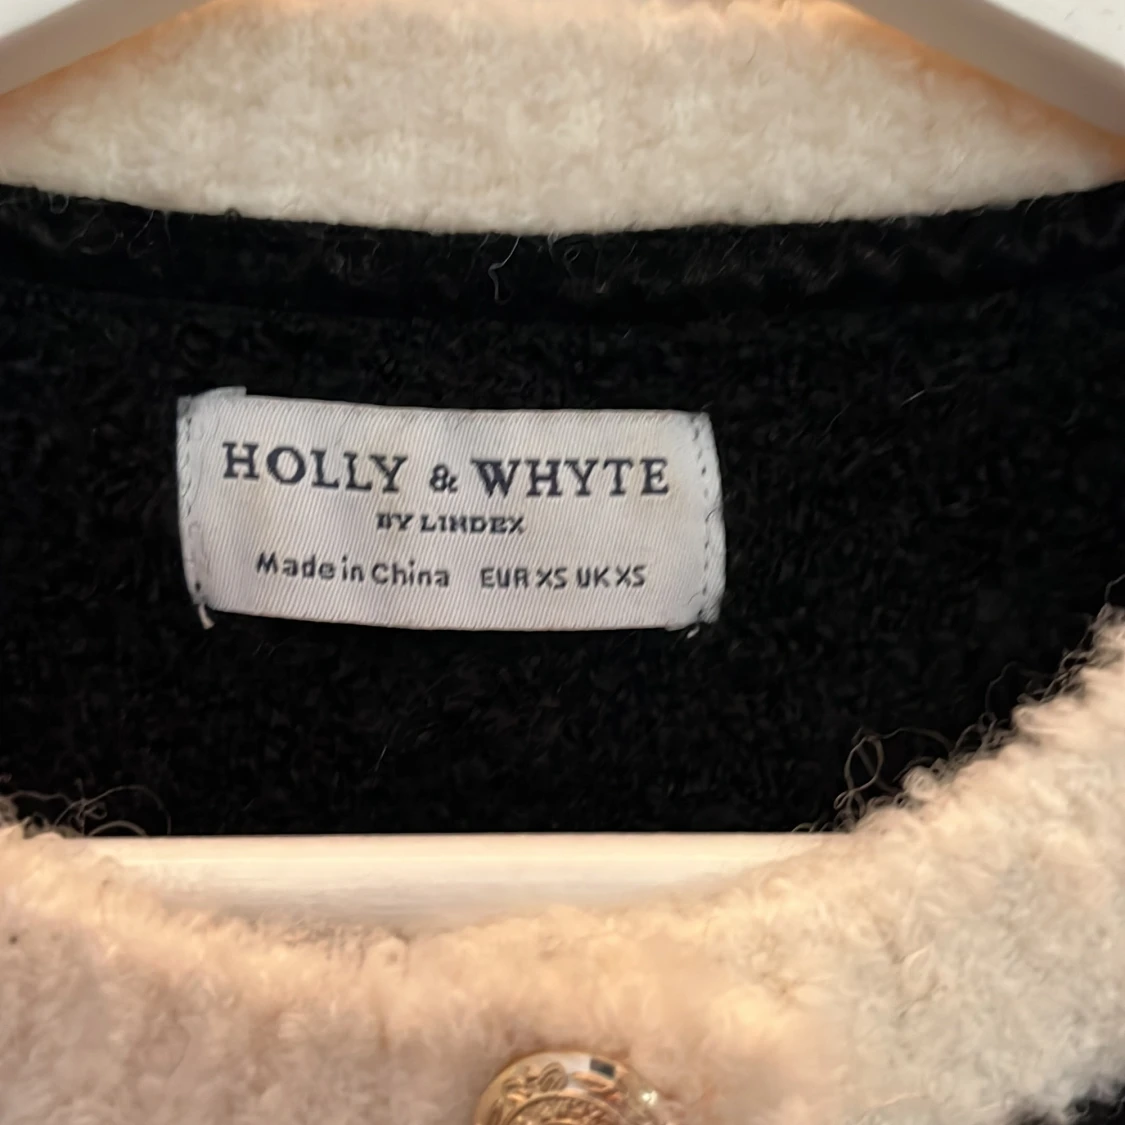 HOLLY & WHYTE
BY LINDEX
Made in China EUR XS UK XS